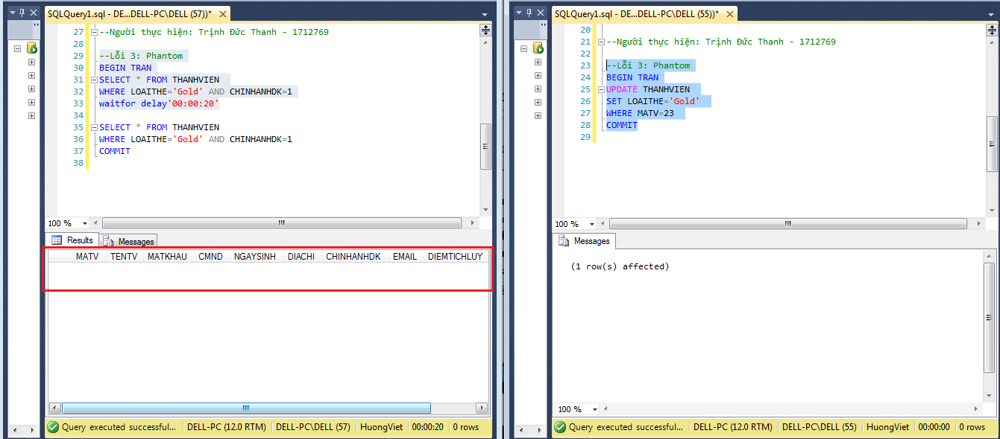 SQLQuery1.sql - DE...DELL-PC\DELL (57))*
27 --Người thực hiện: Trịnh Đức Thanh - 1712769
28
29 --Lỗi 3: Phantom
30 BEGIN TRAN
31 SELECT * FROM THANHVIEN
32 WHERE LOAITHE='Gold' AND CHINHANHDK=1
33 waitfor delay'00:00:20'
34
35 SELECT * FROM THANHVIEN
36 WHERE LOAITHE='Gold' AND CHINHANHDK=1
37 COMMIT
38
100 %
Results Messages
MATV TENTV MATKHAU CMND NGAYSINH DIACHI CHINHANHDK EMAIL DIEMTICHLUY
Query executed successful... DELL-PC (12.0 RTM) DELL-PC\DELL (57) HuongViet 00:00:20 0 rows
SQLQuery1.sql - DE...DELL-PC\DELL (55))*
20
21 --Người thực hiện: Trịnh Đức Thanh - 1712769
22
23 --Lỗi 3: Phantom
24 BEGIN TRAN
25 UPDATE THANHVIEN
26 SET LOAITHE='Gold'
27 WHERE MATV=23
28 COMMIT
29
100 %
Messages
(1 row(s) affected)
100 %
Query executed successful... DELL-PC (12.0 RTM) DELL-PC\DELL (55) HuongViet 00:00:00 0 rows